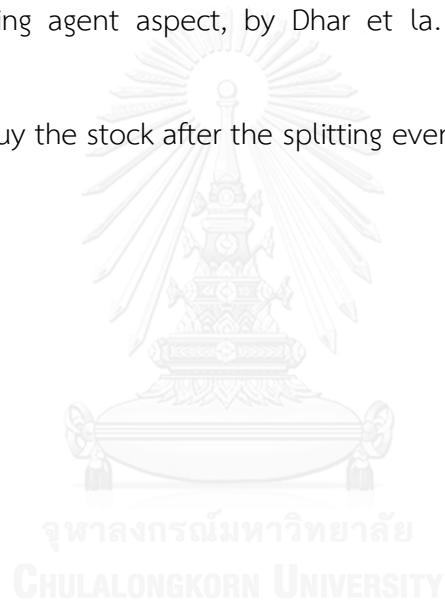 ing agent aspect, by Dhar et la.
uy the stock after the splitting even
จุฬาลงกรณ์มหาวิทยาลัย
CHULALONGKORN UNIVERSITY